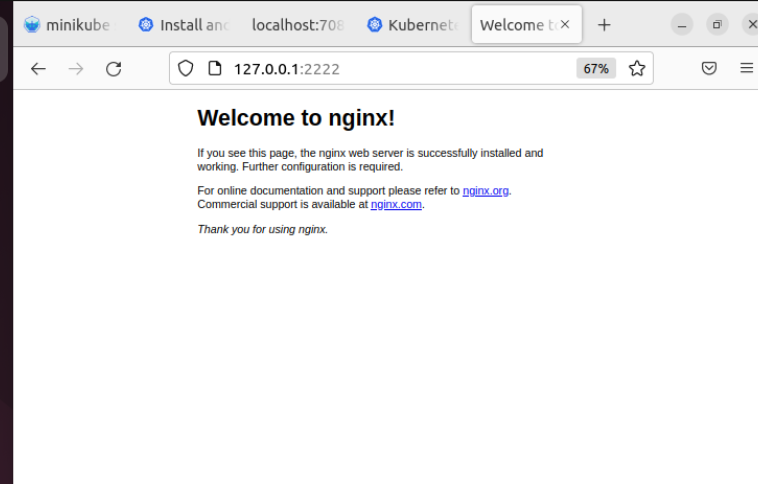 minikube
Install and
localhost:708
Kubernete
Welcome to
127.0.0.1:2222
67%
Welcome to nginx!
If you see this page, the nginx web server is successfully installed and
working. Further configuration is required.
For online documentation and support please refer to nginx.org.
Commercial support is available at nginx.com.
Thank you for using nginx.